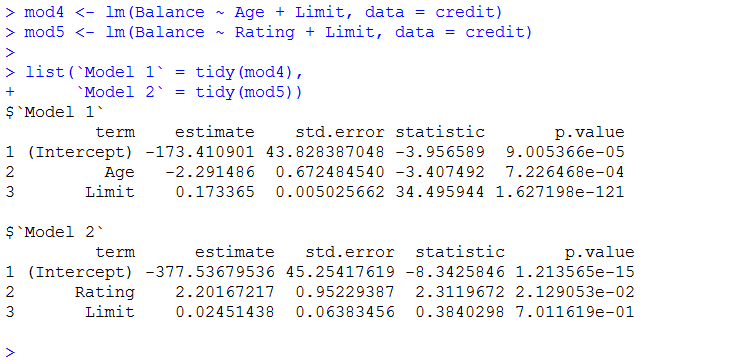 > mod4 <- lm(Balance ~ Age + Limit, data = credit)
> mod5 <- lm(Balance ~ Rating + Limit, data = credit)
>
> list(`Model 1` = tidy(mod4),
+      `Model 2` = tidy(mod5))
$`Model 1`
         term    estimate    std.error statistic       p.value
1 (Intercept) -173.410901 43.828387048 -3.956589  9.005366e-05
2         Age   -2.291486  0.672484540 -3.407492  7.226468e-04
3       Limit    0.173365  0.005025662 34.495944 1.627198e-121

$`Model 2`
         term      estimate   std.error  statistic      p.value
1 (Intercept) -377.53679536 45.25417619 -8.3425846 1.213565e-15
2      Rating    2.20167217  0.95229387  2.3119672 2.129053e-02
3       Limit    0.02451438  0.06383456  0.3840298 7.011619e-01

>